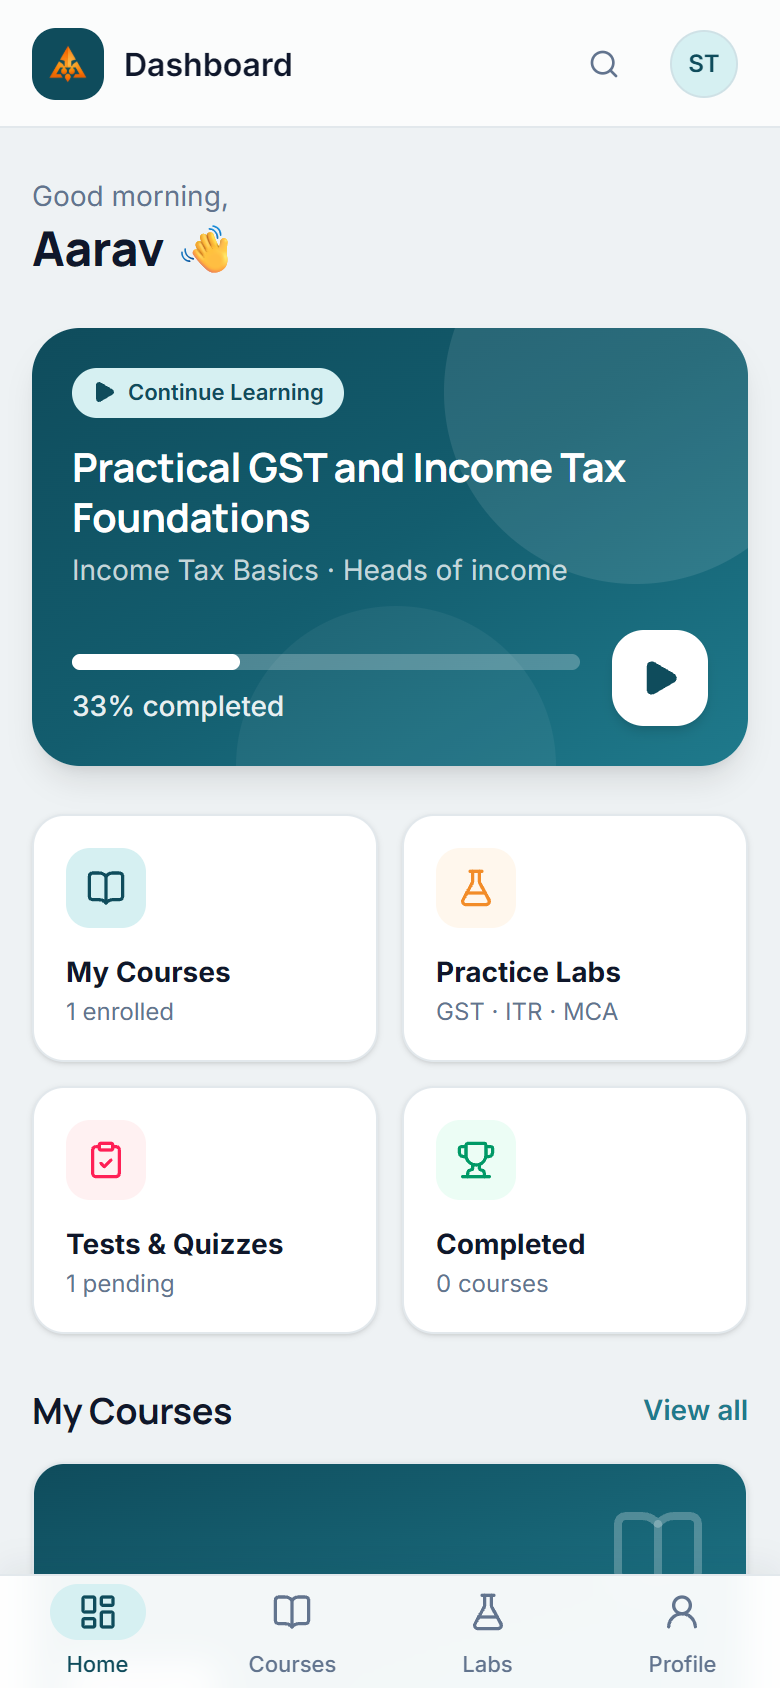 Dashboard
ST
Good morning,
Aarav 👋
Continue Learning
Practical GST and Income Tax
Foundations
Income Tax Basics · Heads of income
33% completed
My Courses
1 enrolled
Practice Labs
GST · ITR · MCA
Tests & Quizzes
1 pending
Completed
0 courses
My Courses
View all
Home
Courses
Labs
Profile